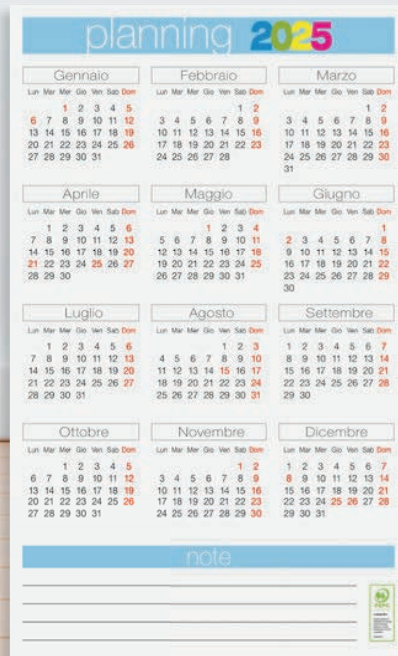 planning 2025
Gennaio
Lun Mar Mer Gio Ven Sab Dom
1 2 3 4 5
6 7 8 9 10 11 12
13 14 15 16 17 18 19
20 21 22 23 24 25 26
27 28 29 30 31
Febbraio
Lun Mar Mer Gio Ven Sab Dom
1 2
3 4 5 6 7 8 9
10 11 12 13 14 15 16
17 18 19 20 21 22 23
24 25 26 27 28
Marzo
Lun Mar Mer Gio Ven Sab Dom
1 2
3 4 5 6 7 8 9
10 11 12 13 14 15 16
17 18 19 20 21 22 23
24 25 26 27 28 29 30
31
Aprile
Lun Mar Mer Gio Ven Sab Dom
1 2 3 4 5 6
7 8 9 10 11 12 13
14 15 16 17 18 19 20
21 22 23 24 25 26 27
28 29 30
Maggio
Lun Mar Mer Gio Ven Sab Dom
1 2 3 4
5 6 7 8 9 10 11
12 13 14 15 16 17 18
19 20 21 22 23 24 25
26 27 28 29 30 31
Giugno
Lun Mar Mer Gio Ven Sab Dom
1
2 3 4 5 6 7 8
9 10 11 12 13 14 15
16 17 18 19 20 21 22
23 24 25 26 27 28 29
30
Luglio
Lun Mar Mer Gio Ven Sab Dom
1 2 3 4 5 6
7 8 9 10 11 12 13
14 15 16 17 18 19 20
21 22 23 24 25 26 27
28 29 30 31
Agosto
Lun Mar Mer Gio Ven Sab Dom
1 2 3
4 5 6 7 8 9 10
11 12 13 14 15 16 17
18 19 20 21 22 23 24
25 26 27 28 29 30 31
Settembre
Lun Mar Mer Gio Ven Sab Dom
1 2 3 4 5 6 7
8 9 10 11 12 13 14
15 16 17 18 19 20 21
22 23 24 25 26 27 28
29 30
Ottobre
Lun Mar Mer Gio Ven Sab Dom
1 2 3 4 5
6 7 8 9 10 11 12
13 14 15 16 17 18 19
20 21 22 23 24 25 26
27 28 29 30 31
Novembre
Lun Mar Mer Gio Ven Sab Dom
1 2
3 4 5 6 7 8 9
10 11 12 13 14 15 16
17 18 19 20 21 22 23
24 25 26 27 28 29 30
Dicembre
Lun Mar Mer Gio Ven Sab Dom
1 2 3 4 5 6 7
8 9 10 11 12 13 14
15 16 17 18 19 20 21
22 23 24 25 26 27 28
29 30 31
note